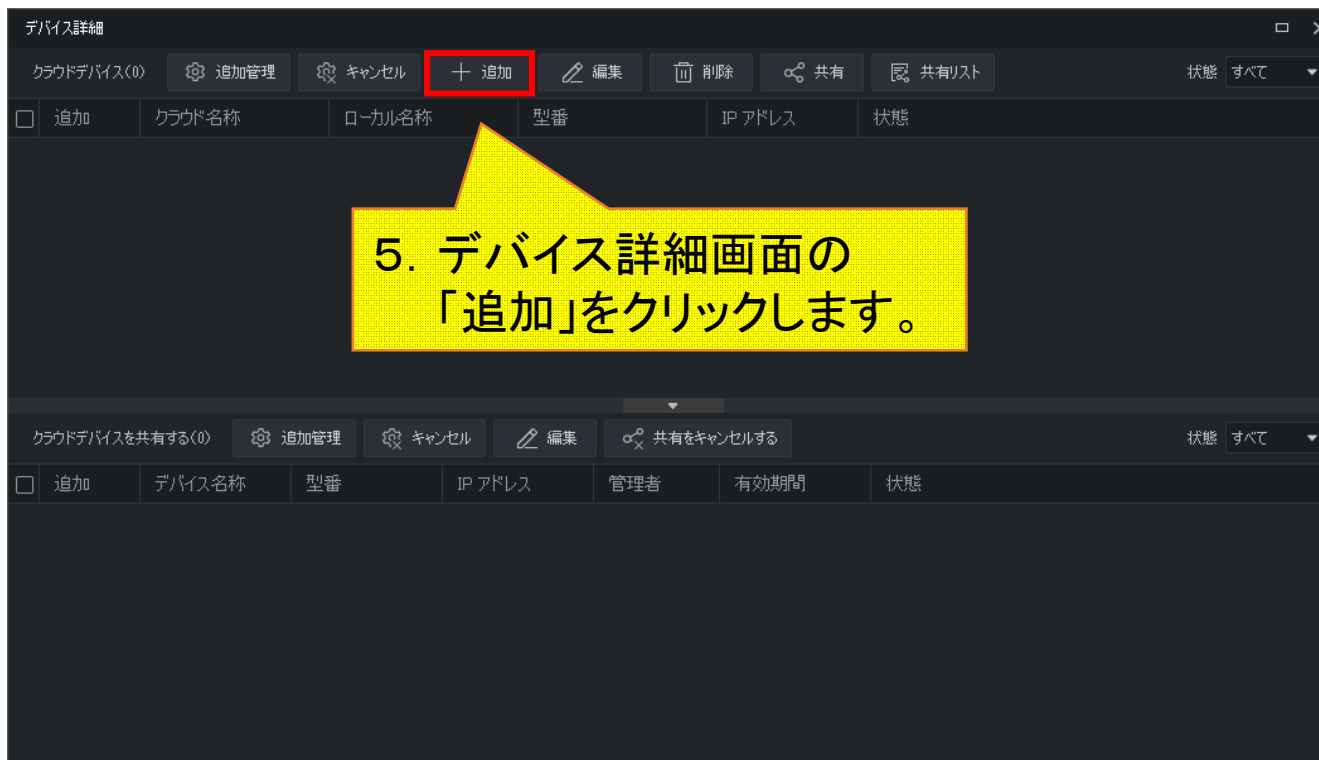 デバイス詳細
クラウドデバイス(0) 追加管理 キャンセル 追加 編集 削除 共有 共有リスト 状態 すべて
追加 クラウド名称 ローカル名称 型番 IP アドレス 状態
５．デバイス詳細画面の
「追加」をクリックします。
クラウドデバイスを共有する(0) 追加管理 キャンセル 編集 共有をキャンセルする 状態 すべて
追加 デバイス名称 型番 IP アドレス 管理者 有効期間 状態